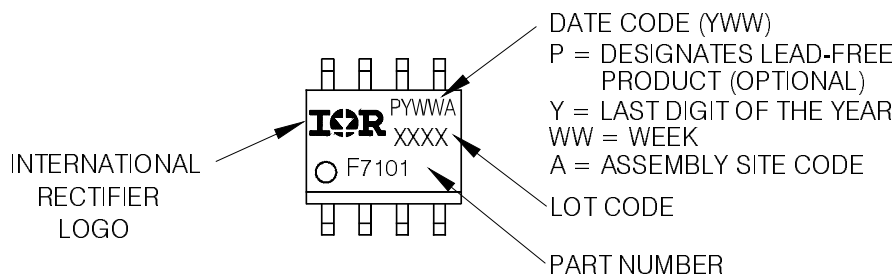 DATE CODE (YWW)
P = DESIGNATES LEAD-FREE
PRODUCT (OPTIONAL)
Y = LAST DIGIT OF THE YEAR
WW = WEEK
A = ASSEMBLY SITE CODE
LOT CODE
PART NUMBER
INTERNATIONAL
RECTIFIER
LOGO
IOR
PYWWA
XXXX
F7101